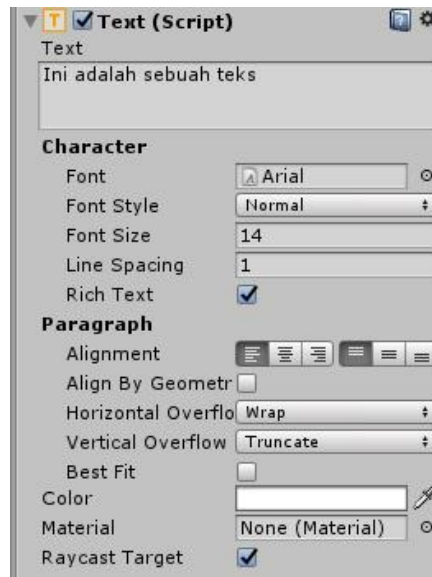 Text (Script)
Text
Ini adalah sebuah teks
Character
Font Arial
Font Style Normal
Font Size 14
Line Spacing 1
Rich Text
Paragraph
Alignment
Align By Geometr
Horizontal Overflo Wrap
Vertical Overflow Truncate
Best Fit
Color
Material None (Material)
Raycast Target